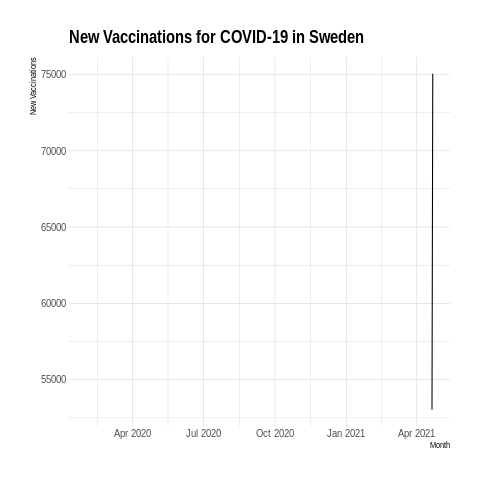 New Vaccinations for COVID-19 in Sweden
New Vaccinations
75000
70000
65000
60000
55000
Apr 2020 Jul 2020 Oct 2020 Jan 2021 Apr 2021
Month